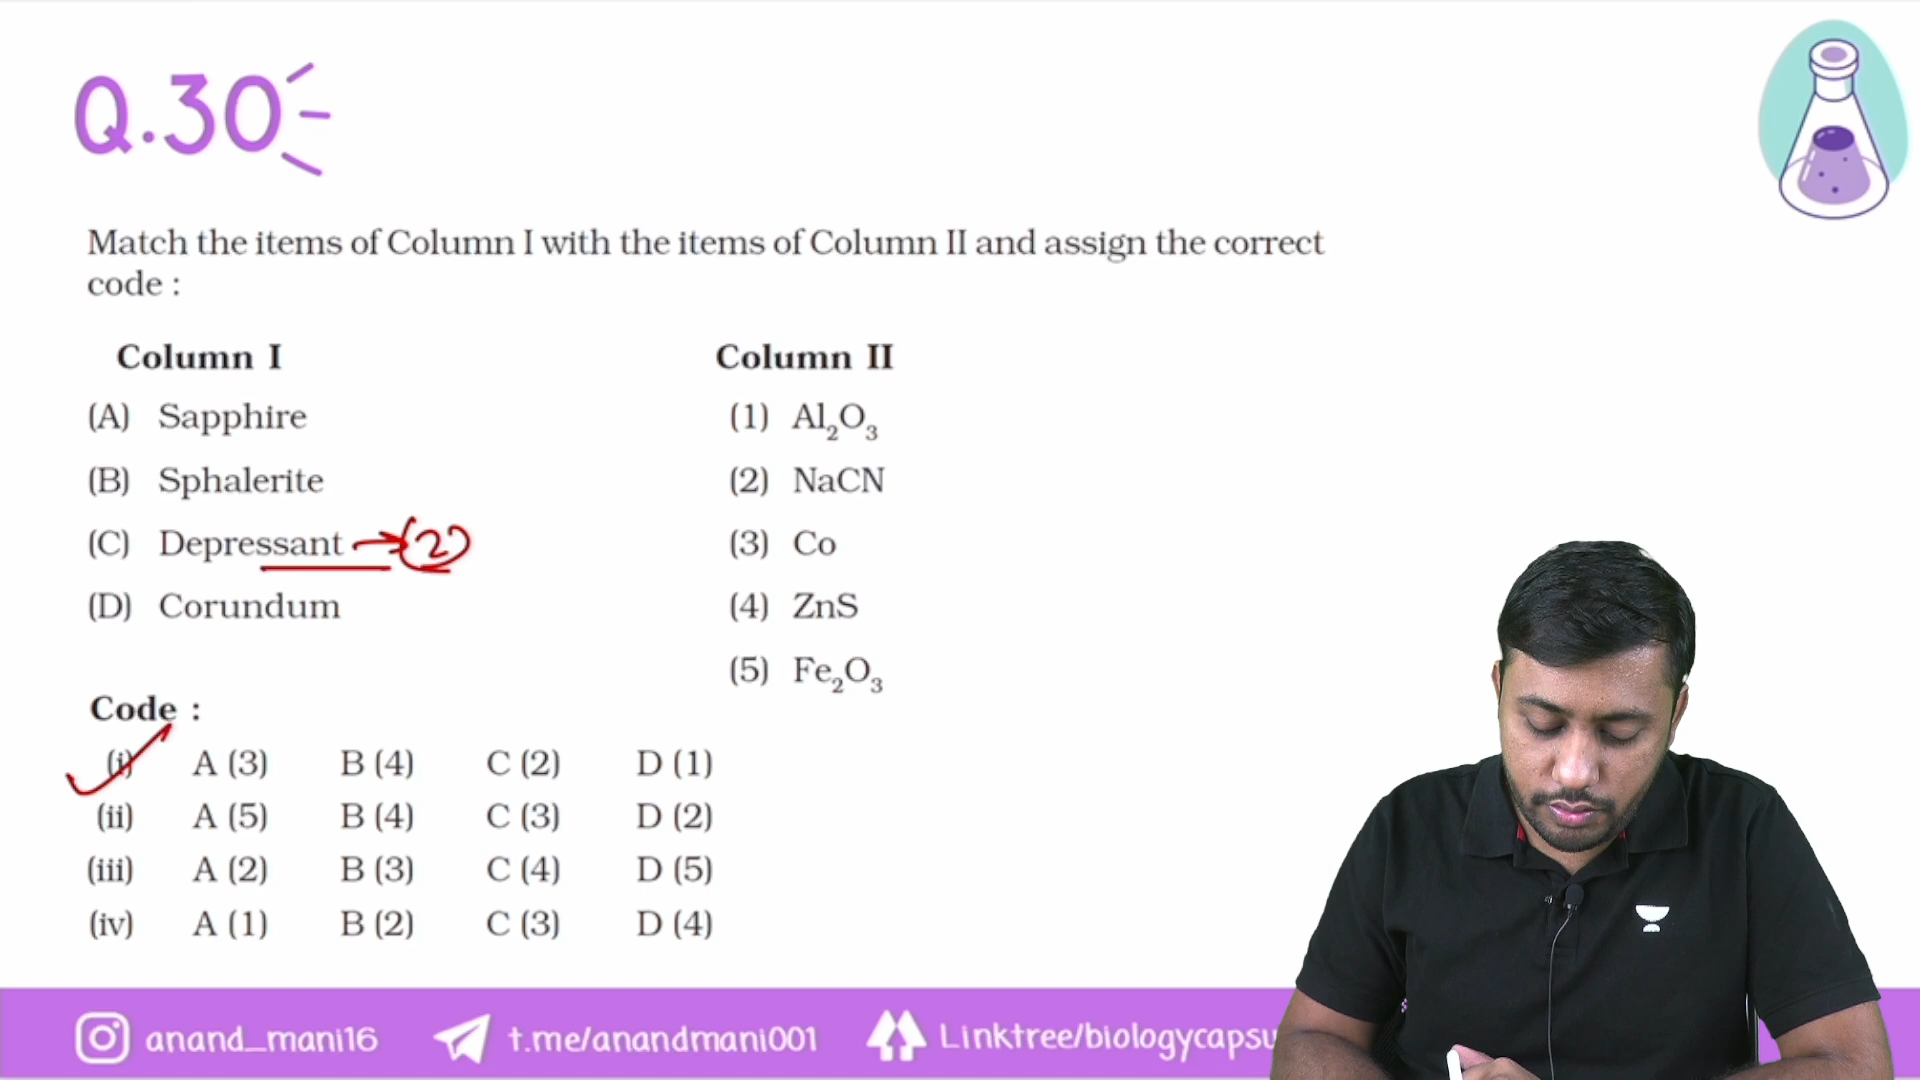 Q.30
Match the items of Column I with the items of Column II and assign the correct
code :
Column I Column II
(A) Sapphire (1) Al₂O₃
(B) Sphalerite (2) NaCN
(C) Depressant → (2) (3) Co
(D) Corundum (4) ZnS
(5) Fe₂O₃
Code :
(i) A (3) B (4) C (2) D (1)
(ii) A (5) B (4) C (3) D (2)
(iii) A (2) B (3) C (4) D (5)
(iv) A (1) B (2) C (3) D (4)
anand_mani16 t.me/anandmani001 Linktree/biologycapsu